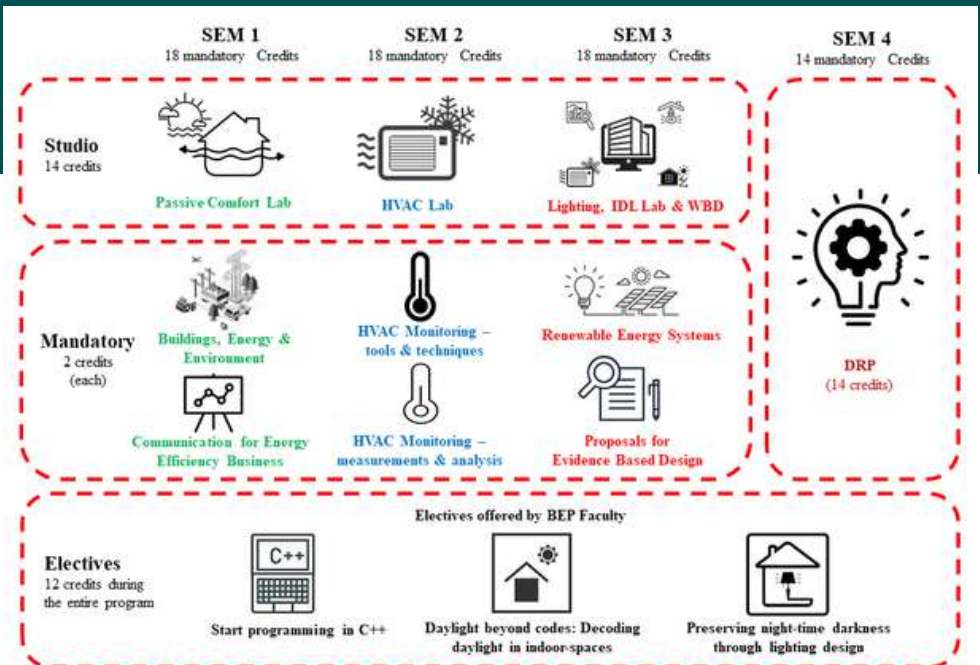 SEM 1
18 mandatory Credits
SEM 2
18 mandatory Credits
SEM 3
18 mandatory Credits
SEM 4
14 mandatory Credits
Studio
14 credits
Passive Comfort Lab
HVAC Lab
Lighting, IDL Lab & WBD
Mandatory
2 credits
(each)
Buildings, Energy &
Environment
HVAC Monitoring –
tools & techniques
Renewable Energy Systems
Communication for Energy
Efficiency Business
HVAC Monitoring –
measurements & analysis
Proposals for
Evidence Based Design
DRP
(14 credits)
Electives offered by BEP Faculty
Electives
12 credits during
the entire program
C++
Start programming in C++
Daylight beyond codes: Decoding
daylight in indoor-spaces
Preserving night-time darkness
through lighting design